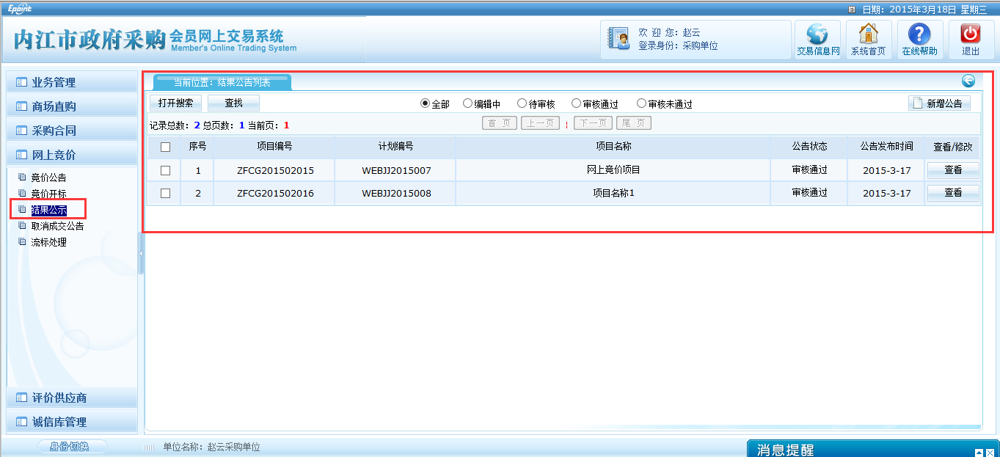 Epoint
日期：2015年3月18日 星期三
内江市政府采购 会员网上交易系统
Member's Online Trading System
欢 迎 您：赵云
登录身份：采购单位
交易信息网 系统首页 在线帮助 退出
业务管理
商场直购
采购合同
网上竞价
竞价公告
竞价开标
结果公示
取消成交公告
流标处理
评价供应商
诚信库管理
当前位置：结果公告列表
打开搜索 查找 全部 编辑中 待审核 审核通过 审核未通过 新增公告
记录总数：2 总页数：1 当前页：1 首 页 上一页 ¦ 下一页 尾 页
序号 项目编号 计划编号 项目名称 公告状态 公告发布时间 查看/修改
1 ZFCG201502015 WEBJJ2015007 网上竞价项目 审核通过 2015-3-17 查看
2 ZFCG201502016 WEBJJ2015008 项目名称1 审核通过 2015-3-17 查看
身份切换 单位名称：赵云采购单位 消息提醒